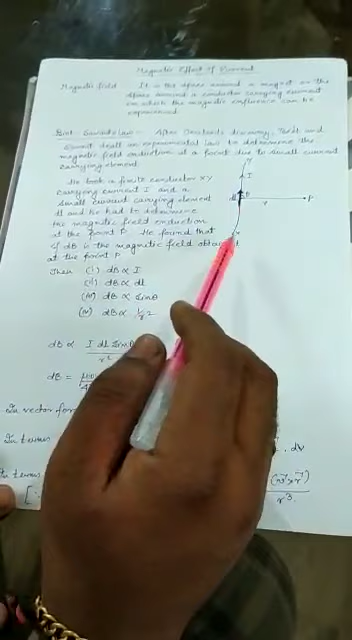 Magnetic Effect of Current
Magnetic field It is the space around a magnet or the
space around a conductor carrying current
in which the magnetic influence can be
experienced
Biot Savart's law:- After Oersteds discovery, Biot and
Savart dealt an experimental law to determine the
magnetic field induction at a point due to small current
carrying element.
He took a finite conductor xy
carrying current I and a
small current carrying element
dl and he had to determine
the magnetic field induction
at the point P. He found that
if dB is the magnetic field
at the point P
Then (i) dB ∝ I
(ii) dB ∝ dl
(iii) dB ∝ sinθ
(iv) dB ∝ 1/r²
y
I
θ
r
P
dB ∝ I dl sinθ
r²
dB =
In vector
In terms
. dv
In terms
r³